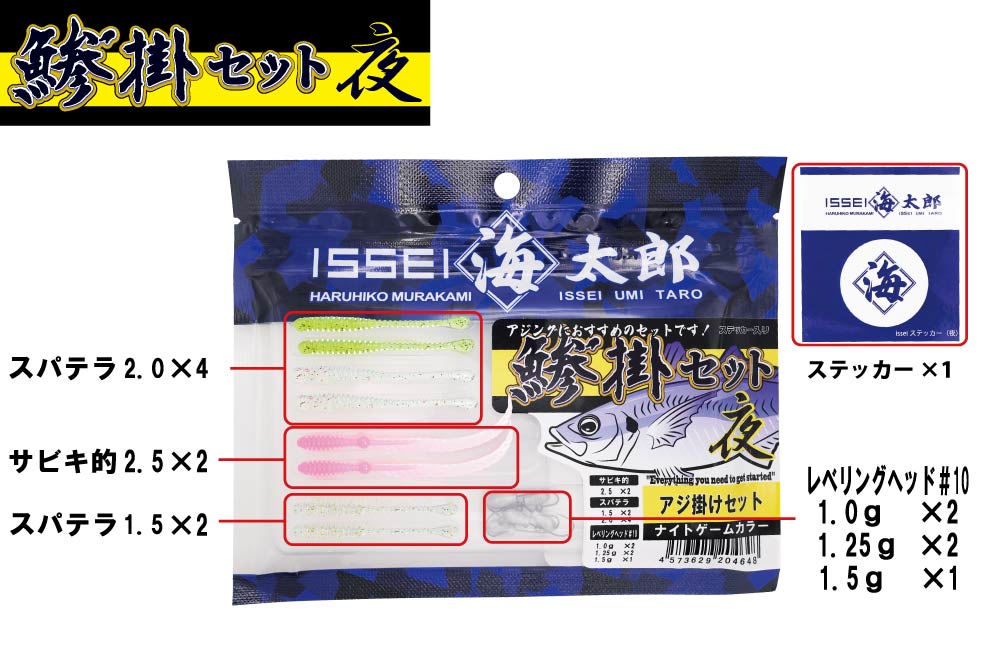 鯵掛セット 夜
ISSEI 海 太郎
HARUHIKO MURAKAMI ISSEI UMI TARO
アジングにおすすめのセットです! ステッカー入り
鯵掛セット
夜
"Everything you need to get started"
サビキ的
2.5 ×2
スパテラ
1.5 ×2
2.0 ×4
レベリングヘッド#10
1.0g ×2
1.25g ×2
1.5g ×1
アジ掛けセット
ナイトゲームカラー
4 573629 204648
スパテラ 2.0×4
サビキ的 2.5×2
スパテラ 1.5×2
ISSEI 海 太郎
HARUHIKO MURAKAMI ISSEI UMI TARO
海
issei ステッカー（夜）
ステッカー ×1
レベリングヘッド#10
1.0g ×2
1.25g ×2
1.5g ×1